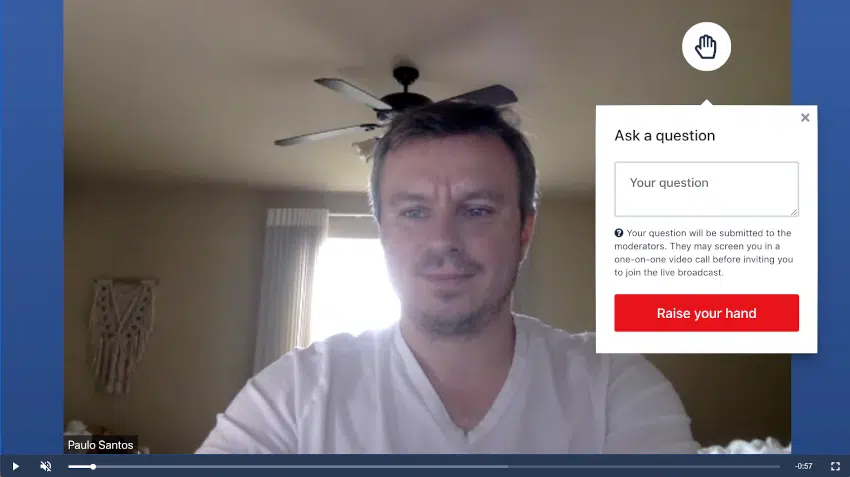 Ask a question
Your question
Your question will be submitted to the
moderators. They may screen you in a
one-on-one video call before inviting you
to join the live broadcast.
Raise your hand
Paulo Santos
-0:57